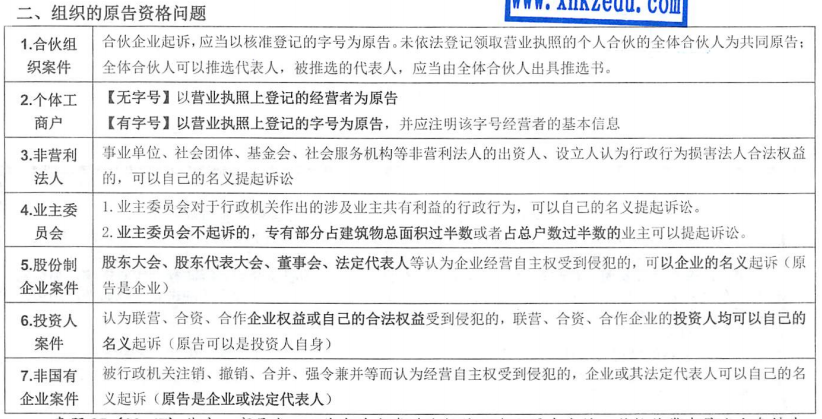 www.xhkzedu.com
二、组织的原告资格问题
1.合伙组织案件
合伙企业起诉,应当以核准登记的字号为原告。未依法登记领取营业执照的个人合伙的全体合伙人为共同原告;
全体合伙人可以推选代表人，被推选的代表人，应当由全体合伙人出具推选书。
2.个体工商户
【无字号】以营业执照上登记的经营者为原告
【有字号】以营业执照上登记的字号为原告，并应注明该字号经营者的基本信息
3.非营利法人
事业单位、社会团体、基金会、社会服务机构等非营利法人的出资人、设立人认为行政行为损害法人合法权益
的，可以自己的名义提起诉讼
4.业主委员会
1.业主委员会对于行政机关作出的涉及业主共有利益的行政行为，可以自己的名义提起诉讼。
2.业主委员会不起诉的，专有部分占建筑物总面积过半数或者占总户数过半数的业主可以提起诉讼。
5.股份制企业案件
股东大会、股东代表大会、董事会、法定代表人等认为企业经营自主权受到侵犯的，可以企业的名义起诉（原
告是企业）
6.投资人案件
认为联营、合资、合作企业权益或自己的合法权益受到侵犯的，联营、合资、合作企业的投资人均可以自己的
名义起诉（原告可以是投资人自身）
7.非国有企业案件
被行政机关注销、撤销、合并、强令兼并等而认为经营自主权受到侵犯的，企业或其法定代表人可以自己的名
义起诉（原告是企业或法定代表人）